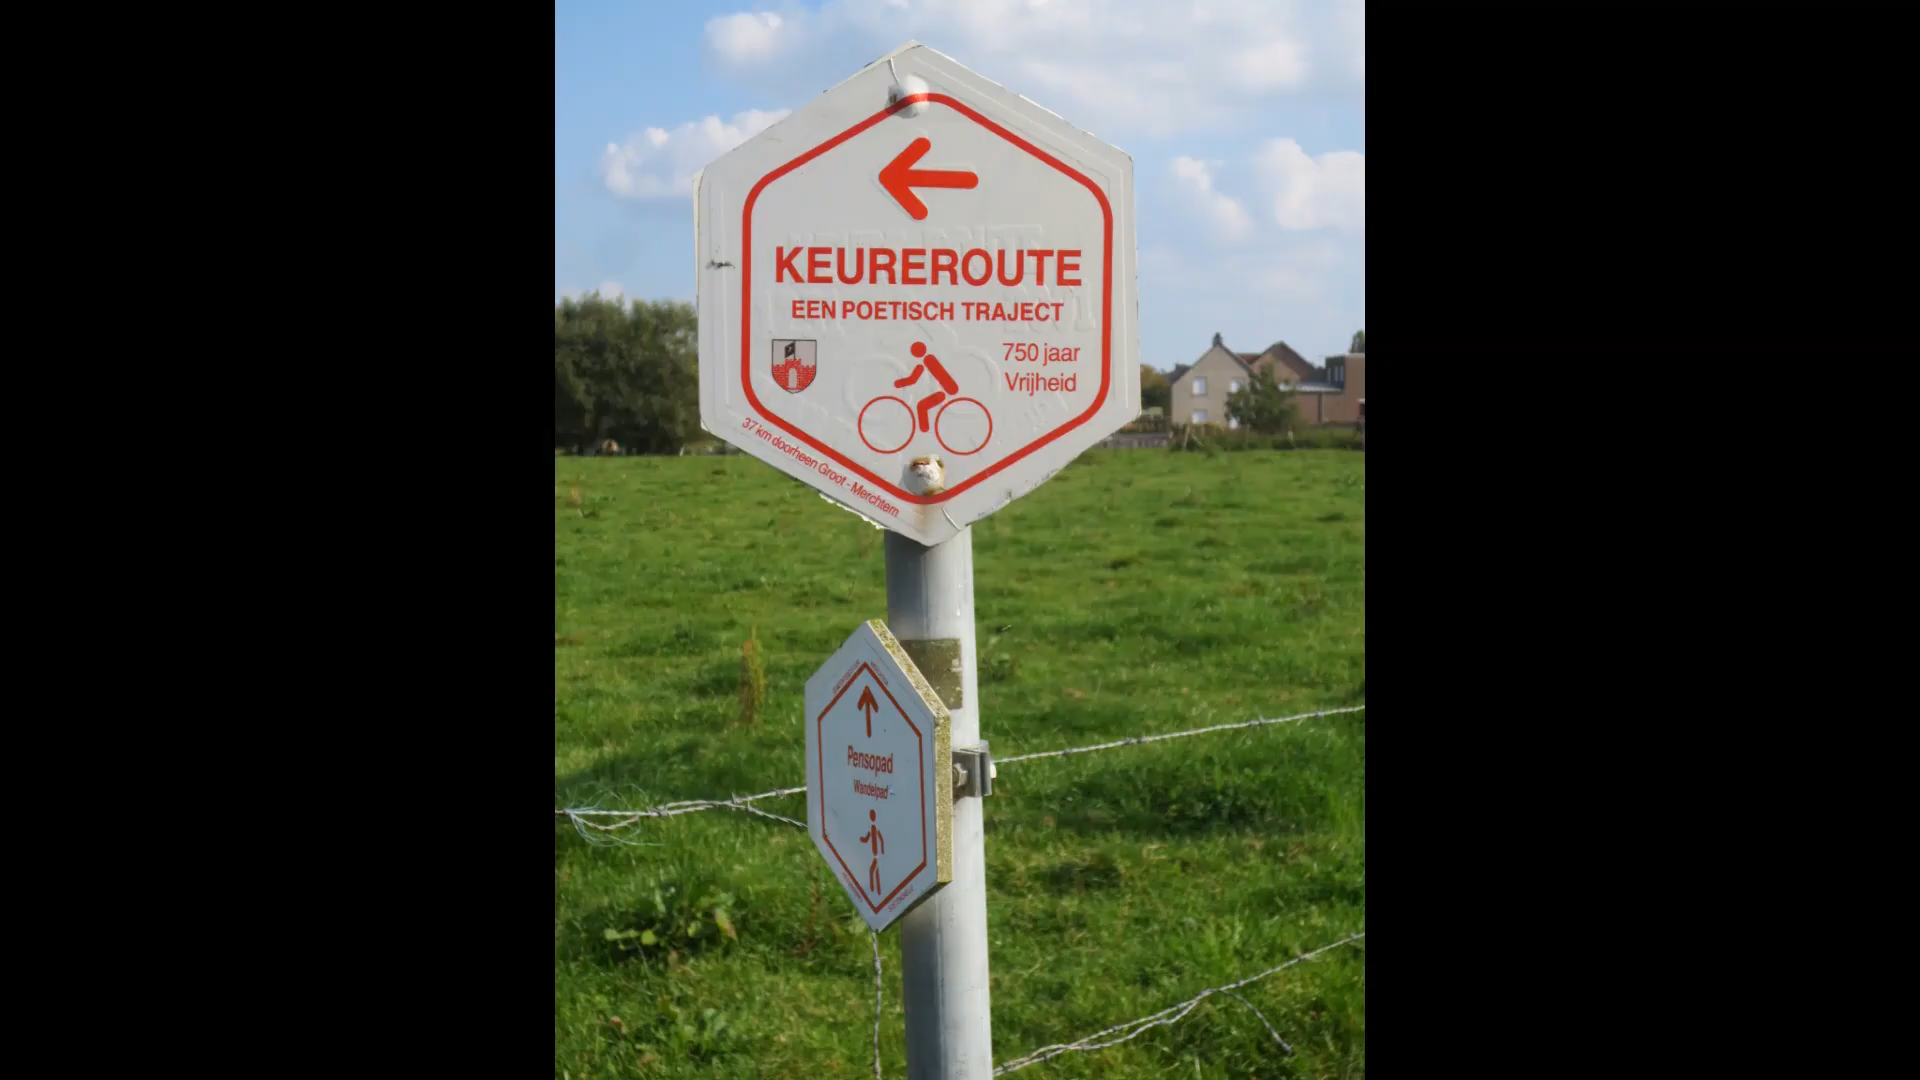 KEUREROUTE
EEN POETISCH TRAJECT
750 jaar
Vrijheid
37 km doorheen Groot - Merchtem
Pensopad
Wandelpad